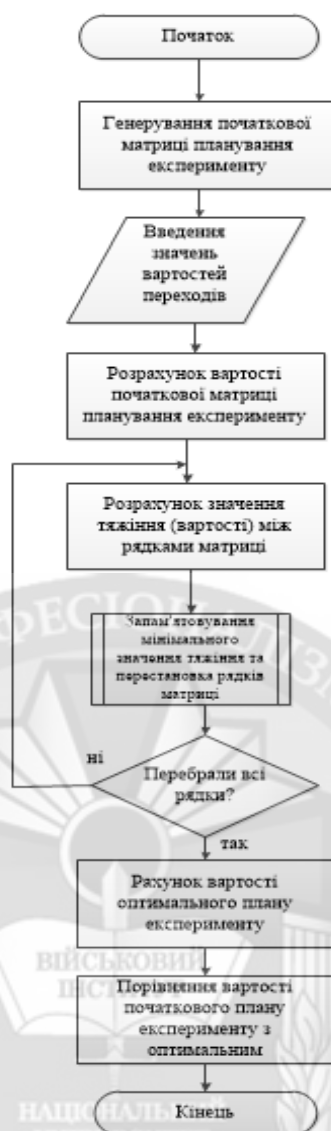 Початок
Генерування початкової
матриці планування
експерименту
Введення
значень
вартостей
переходів
Розрахунок вартості
початкової матриці
планування експерименту
Розрахунок значення
тяжіння (вартості) між
рядками матриці
Запам'ятовування
мінімального
значення тяжіння та
перестановка рядків
матриці
ні
Перебрали всі
рядки?
так
Рахунок вартості
оптимального плану
експерименту
ВІЙСЬКОВИЙ
Порівняння вартості
початкового плану
експерименту з
оптимальним
Кінець